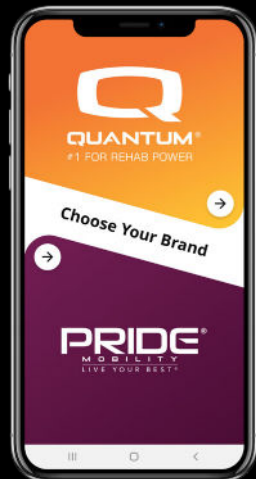 QUANTUM®
#1 FOR REHAB POWER
Choose Your Brand
PRIDE®
MOBILITY
LIVE YOUR BEST®